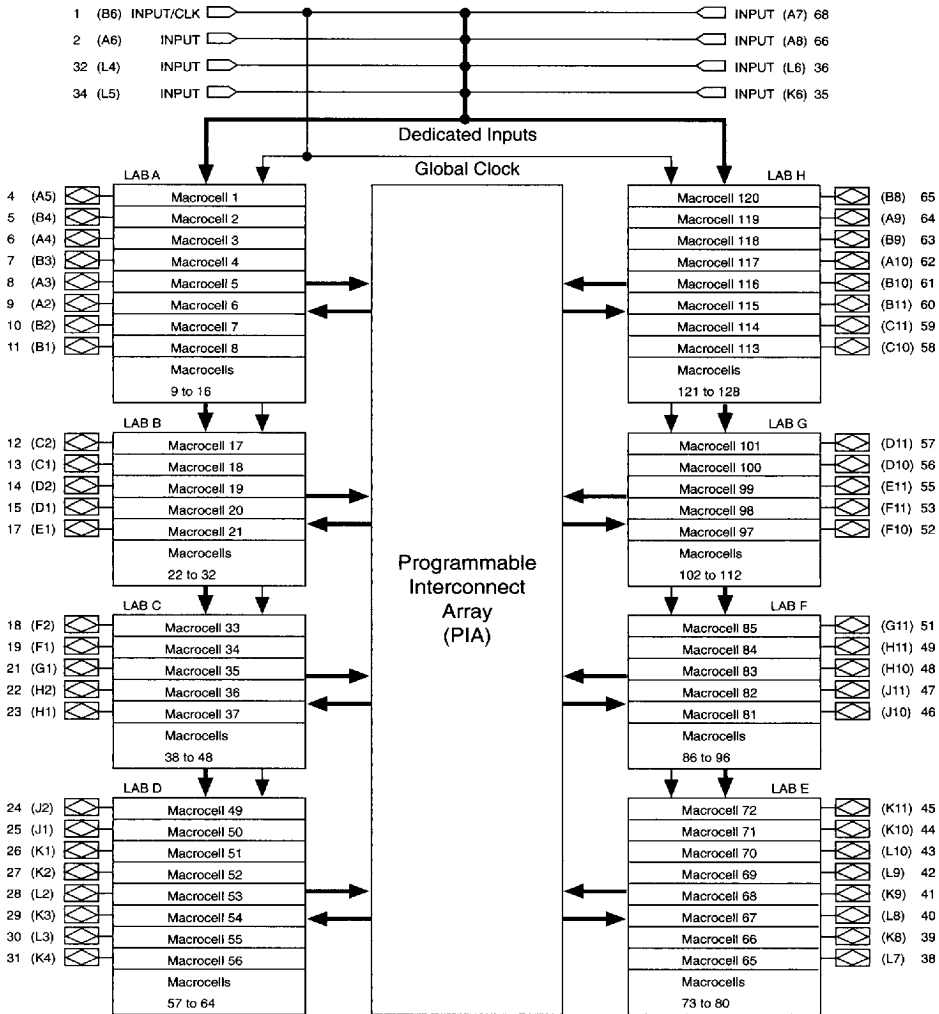 1 (B6) INPUT/CLK INPUT (A7) 68
2 (A6) INPUT INPUT (A8) 66
32 (L4) INPUT INPUT (L6) 36
34 (L5) INPUT INPUT (K6) 35
Dedicated Inputs
Global Clock
LAB A
4 (A5) Macrocell 1
5 (B4) Macrocell 2
6 (A4) Macrocell 3
7 (B3) Macrocell 4
8 (A3) Macrocell 5
9 (A2) Macrocell 6
10 (B2) Macrocell 7
11 (B1) Macrocell 8
Macrocells
9 to 16
LAB B
12 (C2) Macrocell 17
13 (C1) Macrocell 18
14 (D2) Macrocell 19
15 (D1) Macrocell 20
17 (E1) Macrocell 21
Macrocells
22 to 32
LAB C
18 (F2) Macrocell 33
19 (F1) Macrocell 34
21 (G1) Macrocell 35
22 (H2) Macrocell 36
23 (H1) Macrocell 37
Macrocells
38 to 48
LAB D
24 (J2) Macrocell 49
25 (J1) Macrocell 50
26 (K1) Macrocell 51
27 (K2) Macrocell 52
28 (L2) Macrocell 53
29 (K3) Macrocell 54
30 (L3) Macrocell 55
31 (K4) Macrocell 56
Macrocells
57 to 64
Programmable
Interconnect
Array
(PIA)
LAB H
Macrocell 120 (B8) 65
Macrocell 119 (A9) 64
Macrocell 118 (B9) 63
Macrocell 117 (A10) 62
Macrocell 116 (B10) 61
Macrocell 115 (B11) 60
Macrocell 114 (C11) 59
Macrocell 113 (C10) 58
Macrocells
121 to 128
LAB G
Macrocell 101 (D11) 57
Macrocell 100 (D10) 56
Macrocell 99 (E11) 55
Macrocell 98 (F11) 53
Macrocell 97 (F10) 52
Macrocells
102 to 112
LAB F
Macrocell 85 (G11) 51
Macrocell 84 (H11) 49
Macrocell 83 (H10) 48
Macrocell 82 (J11) 47
Macrocell 81 (J10) 46
Macrocells
86 to 96
LAB E
Macrocell 72 (K11) 45
Macrocell 71 (K10) 44
Macrocell 70 (L10) 43
Macrocell 69 (L9) 42
Macrocell 68 (K9) 41
Macrocell 67 (L8) 40
Macrocell 66 (K8) 39
Macrocell 65 (L7) 38
Macrocells
73 to 80